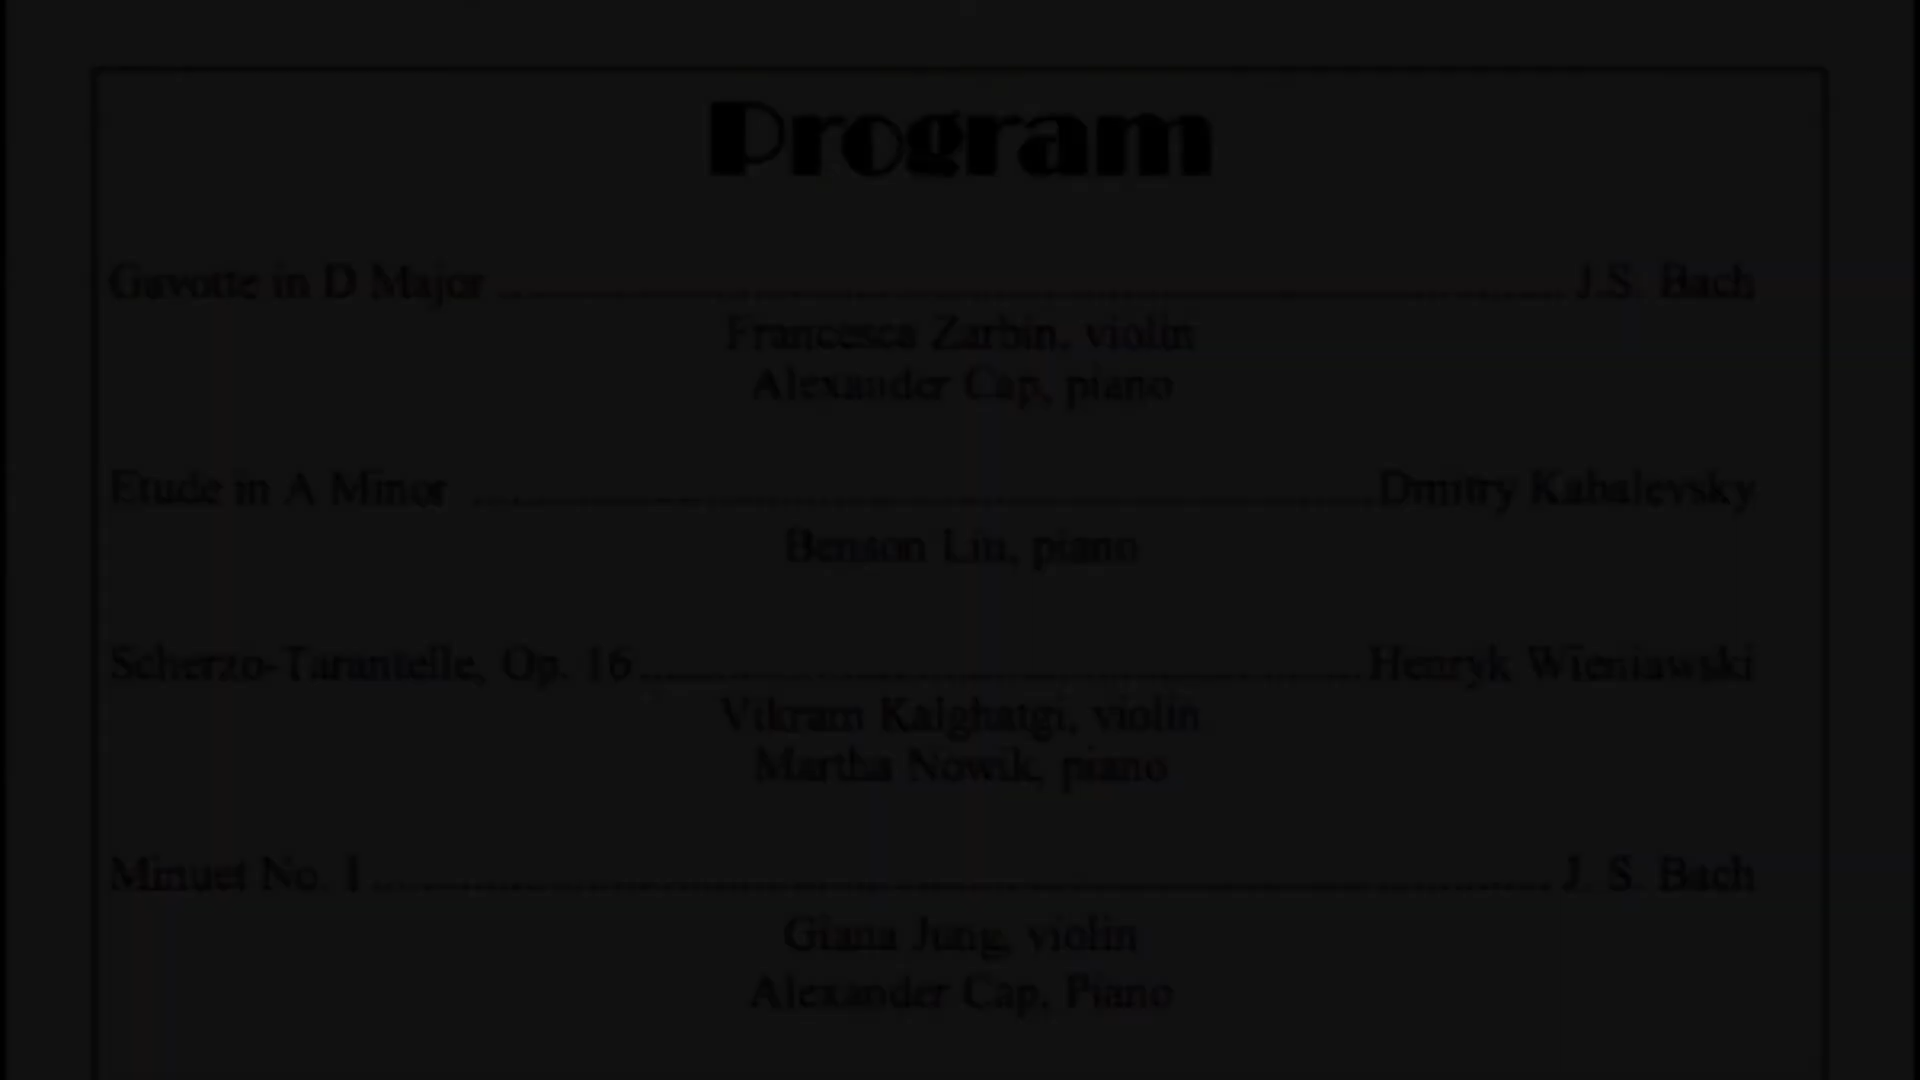 Program
Gavotte in D Major ........ J.S. Bach
Francesca Zarbin, violin
Alexander Cap, piano
Etude in A Minor ........ Dmitry Kabalevsky
Benson Liu, piano
Scherzo-Tarantelle, Op. 16 ........ Henryk Wieniawski
Vikram Kalghatgi, violin
Martha Nowik, piano
Minuet No. 1 ........ J. S. Bach
Giana Jung, violin
Alexander Cap, Piano